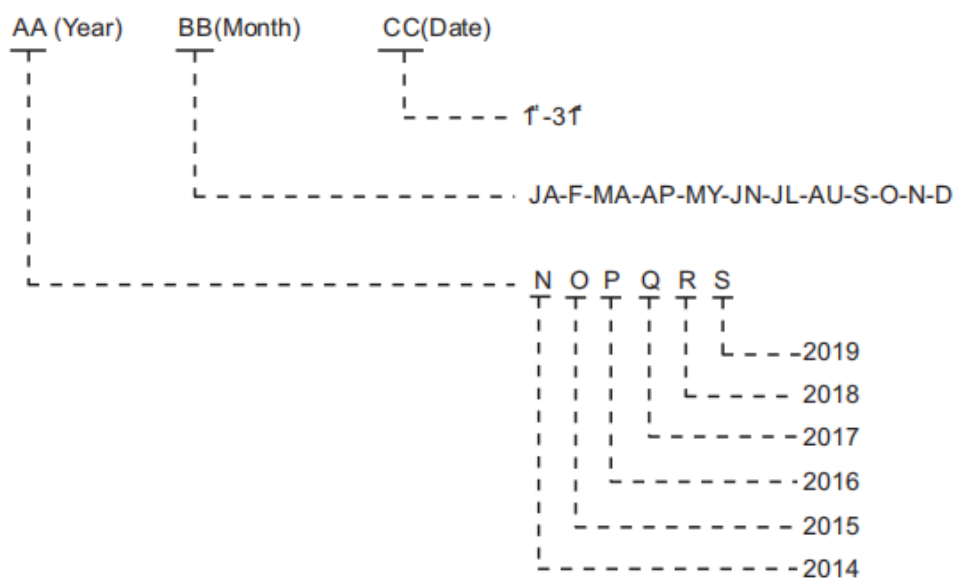 AA (Year) BB(Month) CC(Date)
1"-31"
JA-F-MA-AP-MY-JN-JL-AU-S-O-N-D
N O P Q R S
2019
2018
2017
2016
2015
2014